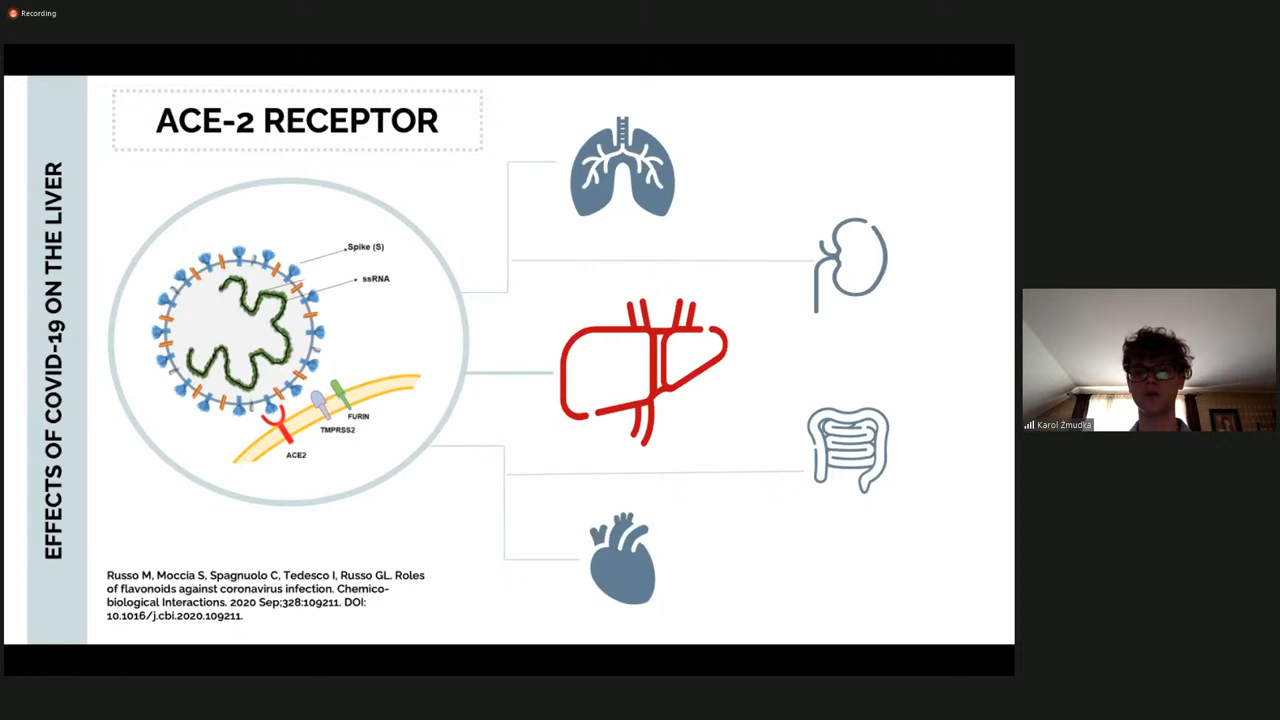 Recording
EFFECTS OF COVID-19 ON THE LIVER
ACE-2 RECEPTOR
Spike (S)
ssRNA
FURIN
TMPRSS2
ACE2
Russo M, Moccia S, Spagnuolo C, Tedesco I, Russo GL. Roles
of flavonoids against coronavirus infection. Chemico-
biological Interactions. 2020 Sep;328:109211. DOI:
10.1016/j.cbi.2020.109211.
Karol Żmudka